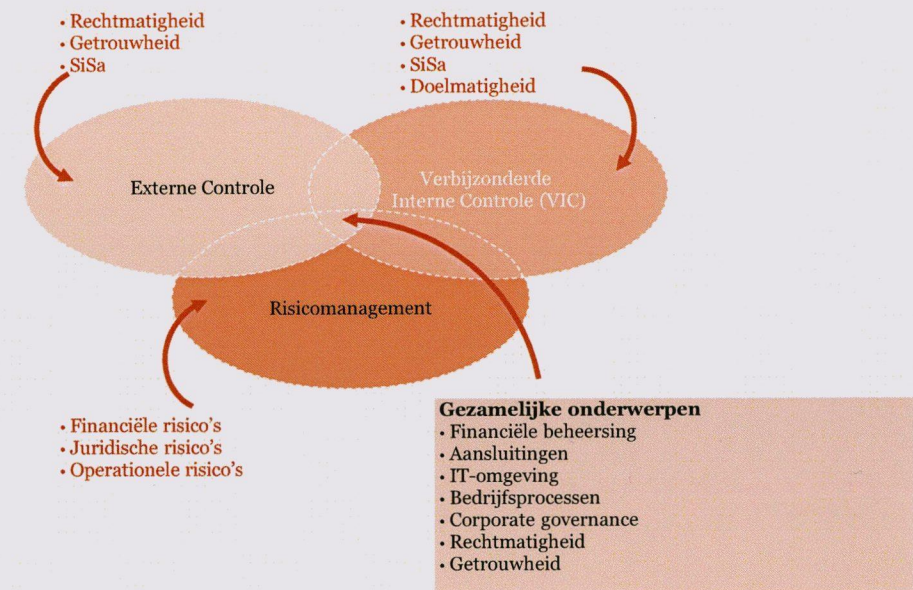 • Rechtmatigheid
• Getrouwheid
• SiSa
• Rechtmatigheid
• Getrouwheid
• SiSa
• Doelmatigheid
Externe Controle
Verbijzonderde
Interne Controle (VIC)
Risicomanagement
• Financiële risico's
• Juridische risico's
• Operationele risico's
Gezamelijke onderwerpen
• Financiële beheersing
• Aansluitingen
• IT-omgeving
• Bedrijfsprocessen
• Corporate governance
• Rechtmatigheid
• Getrouwheid